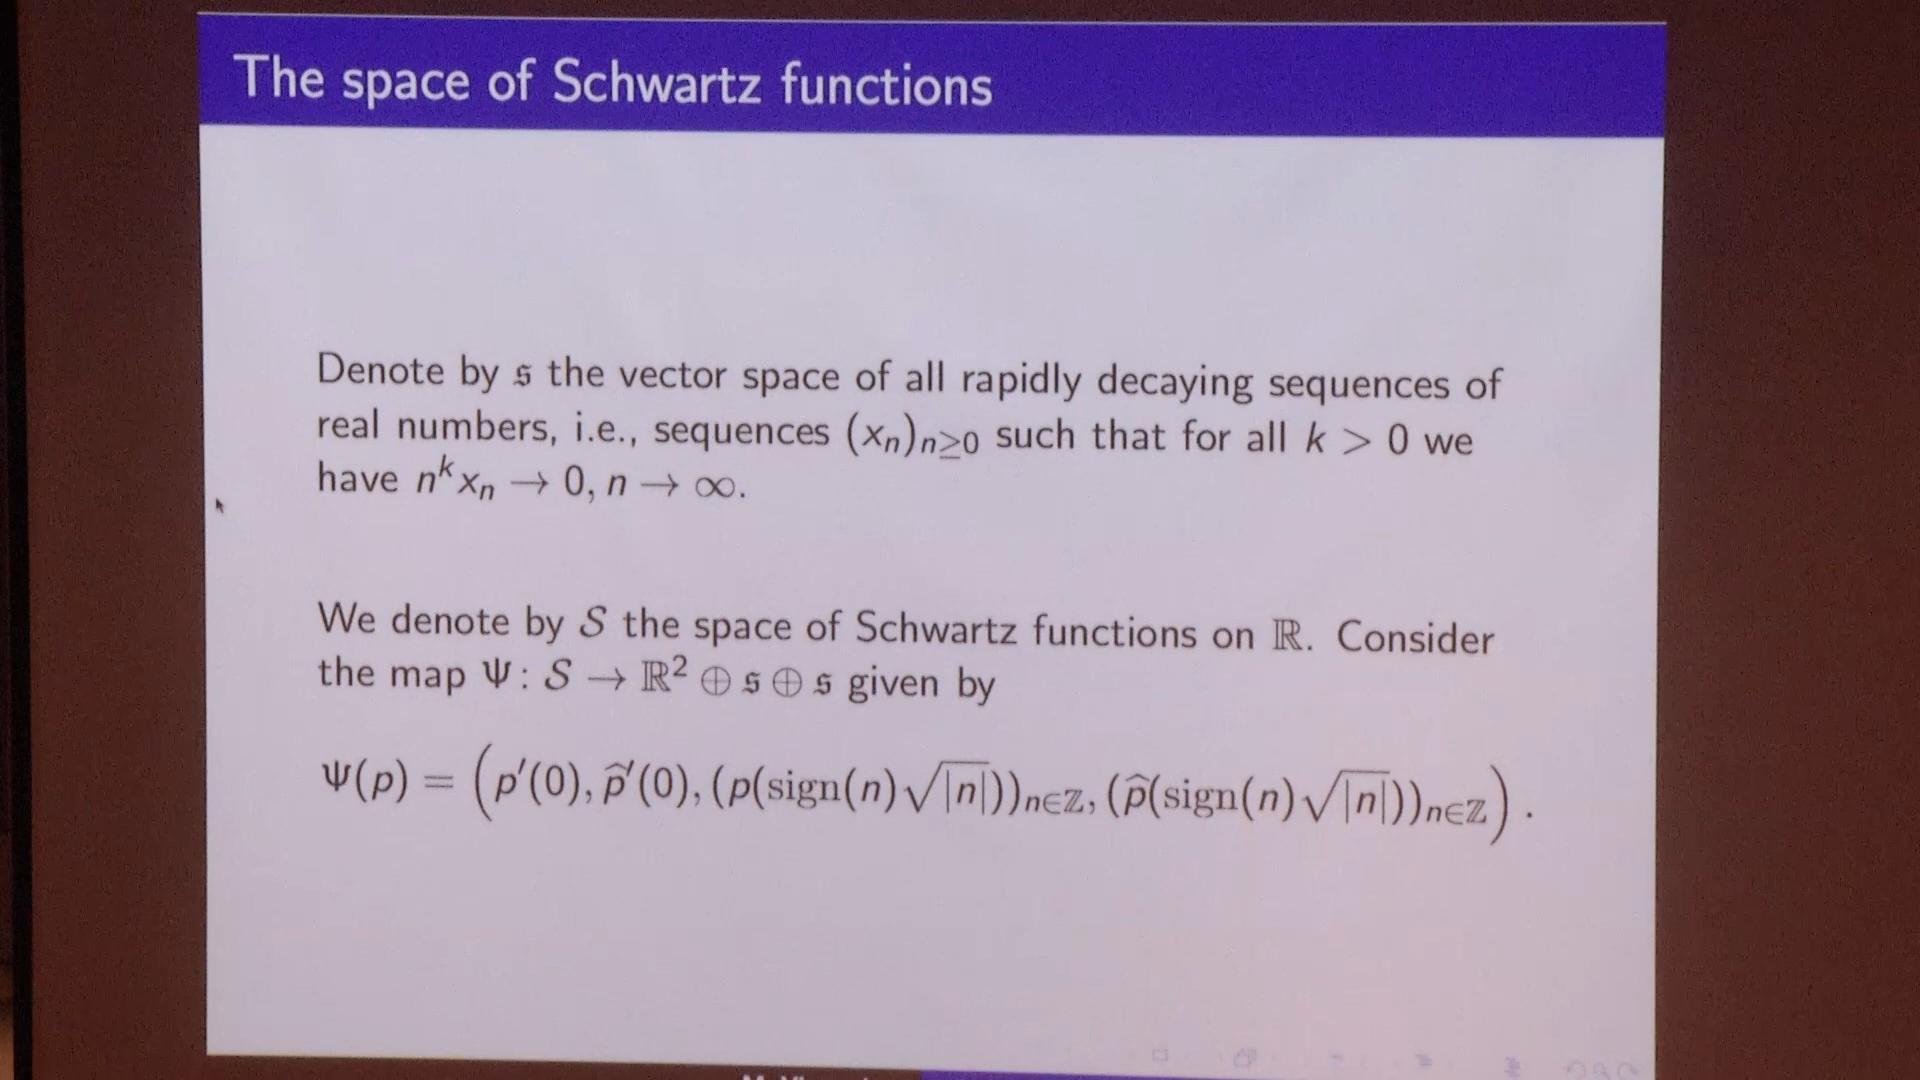 The space of Schwartz functions
Denote by 𝔰 the vector space of all rapidly decaying sequences of
real numbers, i.e., sequences (xₙ)ₙ≥₀ such that for all k > 0 we
have nᵏxₙ → 0, n → ∞.
We denote by 𝒮 the space of Schwartz functions on ℝ. Consider
the map Ψ : 𝒮 → ℝ² ⊕ 𝔰 ⊕ 𝔰 given by
Ψ(p) = (p′(0), p̂′(0), (p(sign(n)√|n|))ₙ∈ℤ, (p̂(sign(n)√|n|))ₙ∈ℤ) .